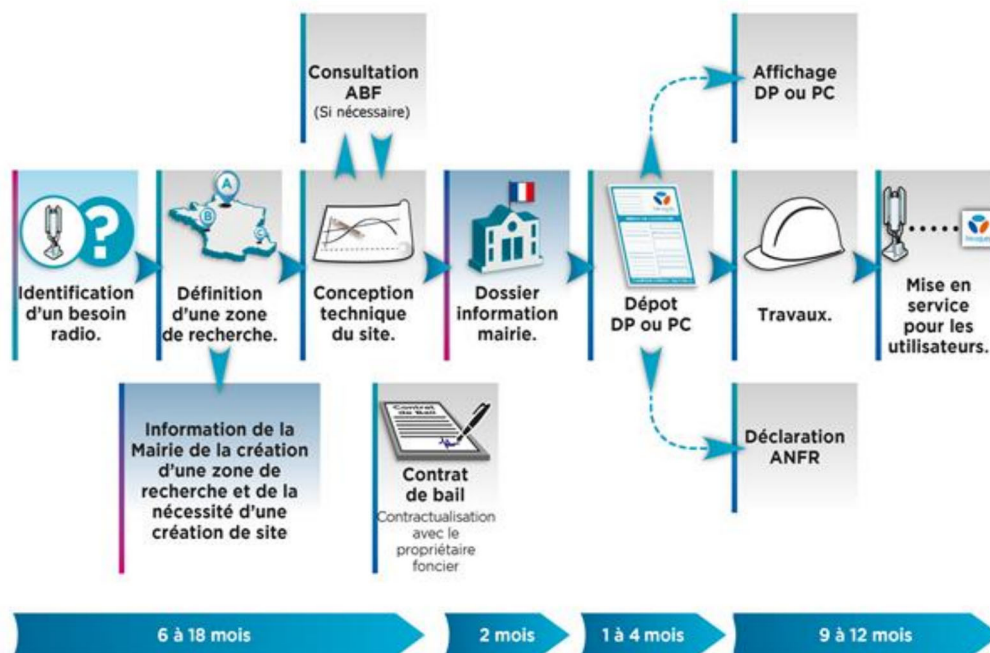 Consultation
ABF
(Si nécessaire)
Affichage
DP ou PC
A
B
C
?
Identification
d'un besoin
radio.
Définition
d'une zone
de recherche.
Conception
technique
du site.
Dossier
information
mairie.
Dépot
DP ou PC
Travaux.
Mise en
service
pour les
utilisateurs.
Information de la
Mairie de la création
d'une zone de
recherche et de la
nécessité d'une
création de site
Contrat
de Bail
Contrat
de bail
Contractualisation
avec le
propriétaire
foncier
Déclaration
ANFR
6 à 18 mois
2 mois
1 à 4 mois
9 à 12 mois